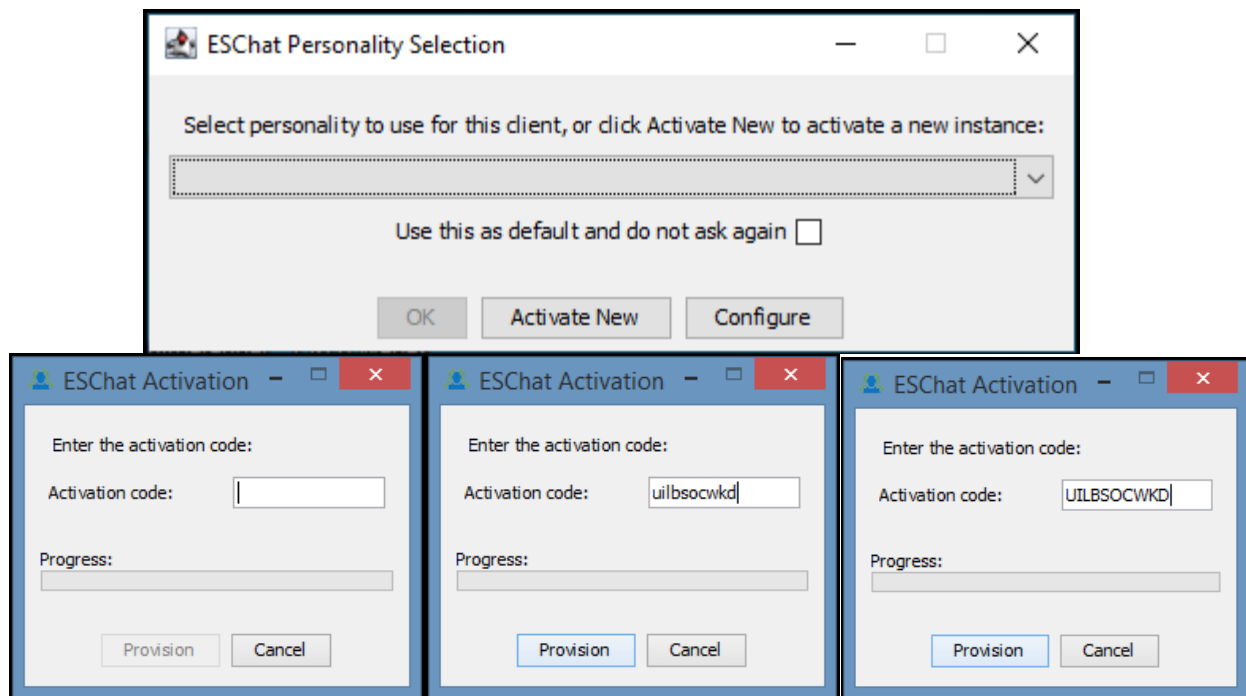 ESChat Personality Selection
Select personality to use for this client, or click Activate New to activate a new instance:
Use this as default and do not ask again
OK Activate New Configure
ESChat Activation
Enter the activation code:
Activation code:
Progress:
Provision Cancel
ESChat Activation
Enter the activation code:
Activation code: uilbsocwkd
Progress:
Provision Cancel
ESChat Activation
Enter the activation code:
Activation code: UILBSOCWKD
Progress:
Provision Cancel